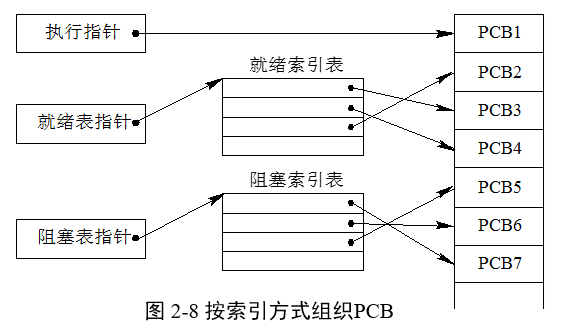 执行指针
PCB1
就绪索引表
PCB2
就绪表指针
PCB3
PCB4
阻塞索引表
PCB5
阻塞表指针
PCB6
PCB7
图 2-8 按索引方式组织PCB